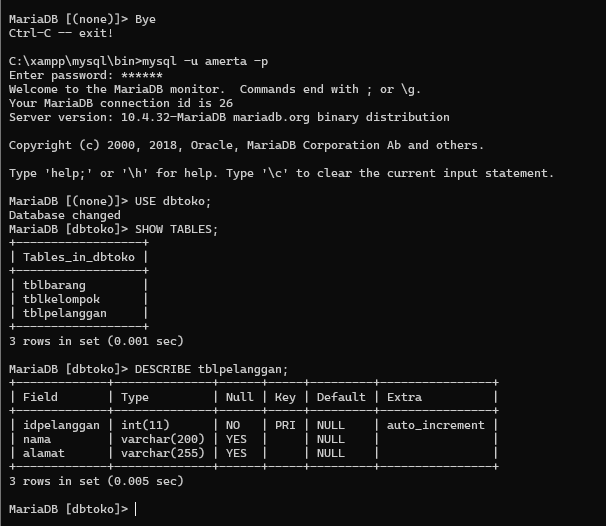 MariaDB [(none)]> Bye
Ctrl-C -- exit!
C:\xampp\mysql\bin>mysql -u amerta -p
Enter password: ******
Welcome to the MariaDB monitor.  Commands end with ; or \g.
Your MariaDB connection id is 26
Server version: 10.4.32-MariaDB mariadb.org binary distribution
Copyright (c) 2000, 2018, Oracle, MariaDB Corporation Ab and others.
Type 'help;' or '\h' for help. Type '\c' to clear the current input statement.
MariaDB [(none)]> USE dbtoko;
Database changed
MariaDB [dbtoko]> SHOW TABLES;
+------------------+
| Tables_in_dbtoko |
+------------------+
| tblbarang        |
| tblkelompok      |
| tblpelanggan     |
+------------------+
3 rows in set (0.001 sec)
MariaDB [dbtoko]> DESCRIBE tblpelanggan;
+-------------+--------------+------+-----+---------+----------------+
| Field       | Type         | Null | Key | Default | Extra          |
+-------------+--------------+------+-----+---------+----------------+
| idpelanggan | int(11)      | NO   | PRI | NULL    | auto_increment |
| nama        | varchar(200) | YES  |     | NULL    |                |
| alamat      | varchar(255) | YES  |     | NULL    |                |
+-------------+--------------+------+-----+---------+----------------+
3 rows in set (0.005 sec)
MariaDB [dbtoko]>